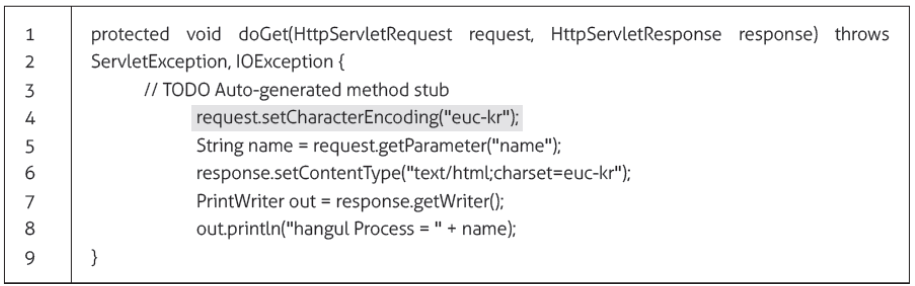 1 protected void doGet(HttpServletRequest request, HttpServletResponse response) throws
2 ServletException, IOException {
3 // TODO Auto-generated method stub
4 request.setCharacterEncoding("euc-kr");
5 String name = request.getParameter("name");
6 response.setContentType("text/html;charset=euc-kr");
7 PrintWriter out = response.getWriter();
8 out.println("hangul Process = " + name);
9 }